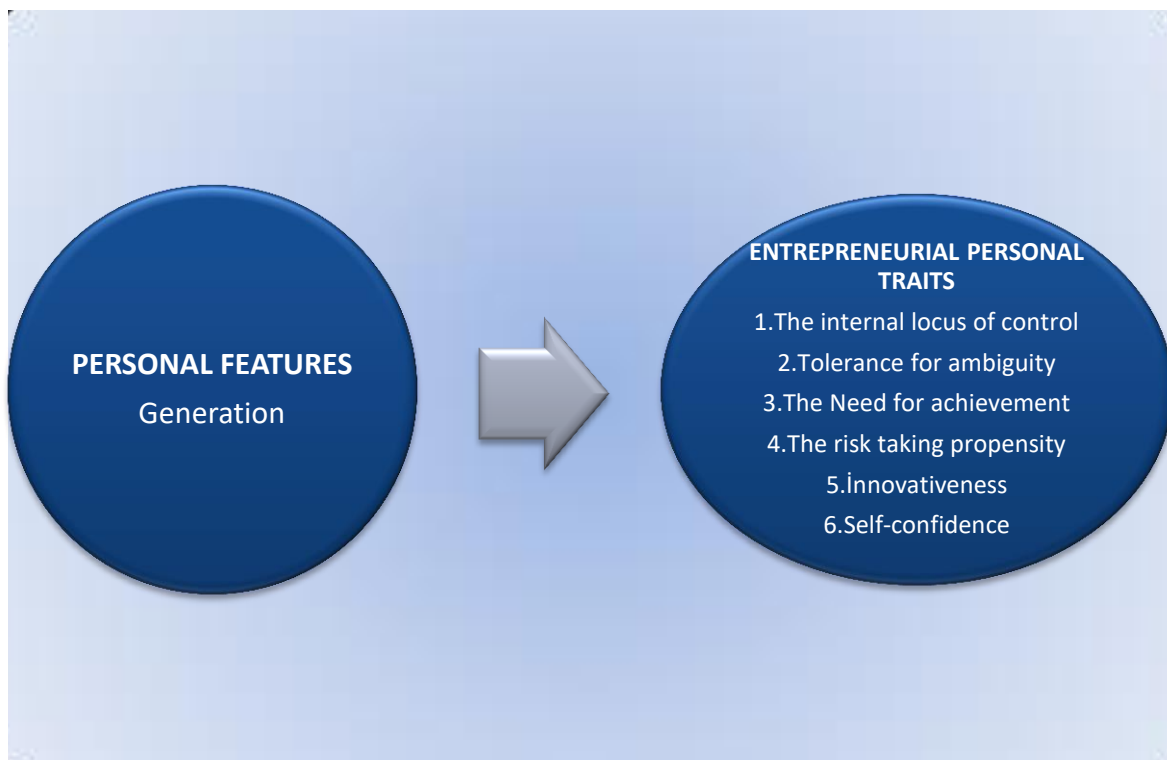 PERSONAL FEATURES
Generation
ENTREPRENEURIAL PERSONAL
TRAITS
1.The internal locus of control
2.Tolerance for ambiguity
3.The Need for achievement
4.The risk taking propensity
5.İnnovativeness
6.Self-confidence